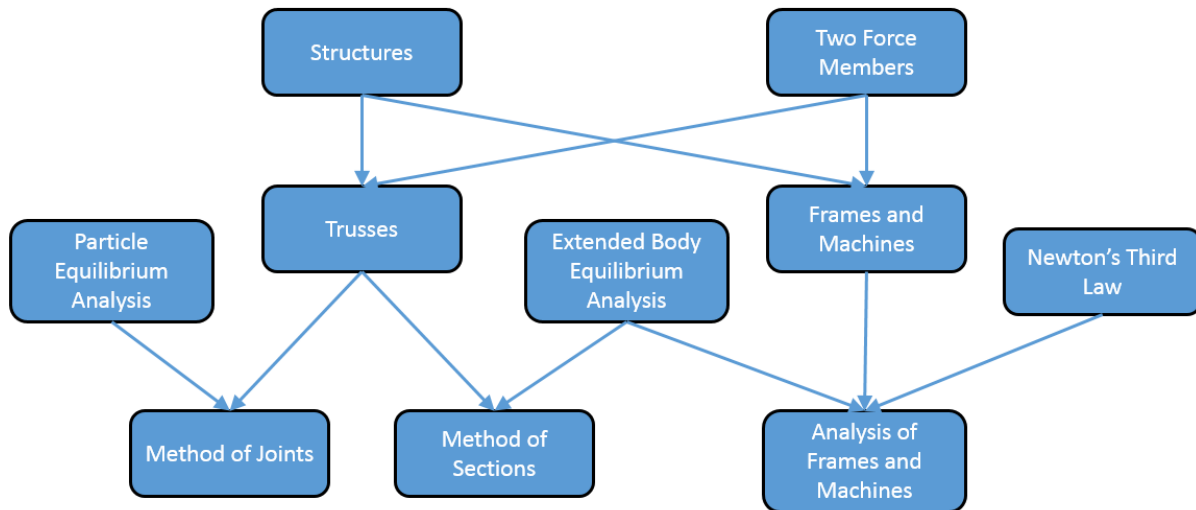 Structures
Two Force
Members
Trusses
Frames and
Machines
Particle
Equilibrium
Analysis
Extended Body
Equilibrium
Analysis
Newton’s Third
Law
Method of Joints
Method of
Sections
Analysis of
Frames and
Machines